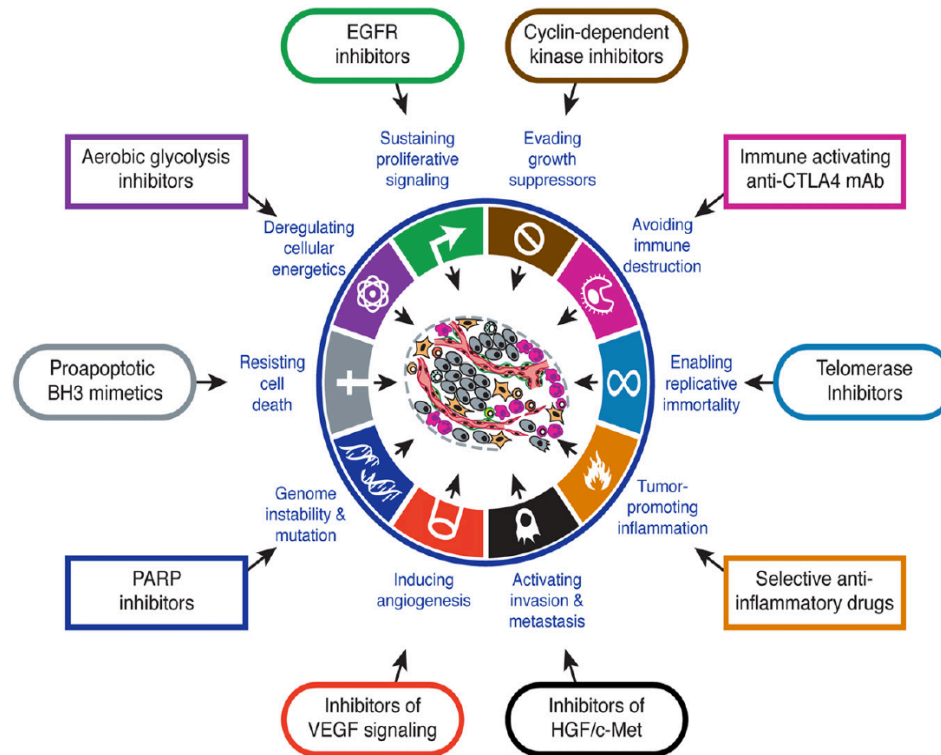 EGFR
inhibitors
Cyclin-dependent
kinase inhibitors
Sustaining
proliferative
signaling
Evading
growth
suppressors
Aerobic glycolysis
inhibitors
Immune activating
anti-CTLA4 mAb
Deregulating
cellular
energetics
Avoiding
immune
destruction
Proapoptotic
BH3 mimetics
Resisting
cell
death
Enabling
replicative
immortality
Telomerase
Inhibitors
Genome
instability &
mutation
Tumor-
promoting
inflammation
PARP
inhibitors
Inducing
angiogenesis
Activating
invasion &
metastasis
Selective anti-
inflammatory drugs
Inhibitors of
VEGF signaling
Inhibitors of
HGF/c-Met